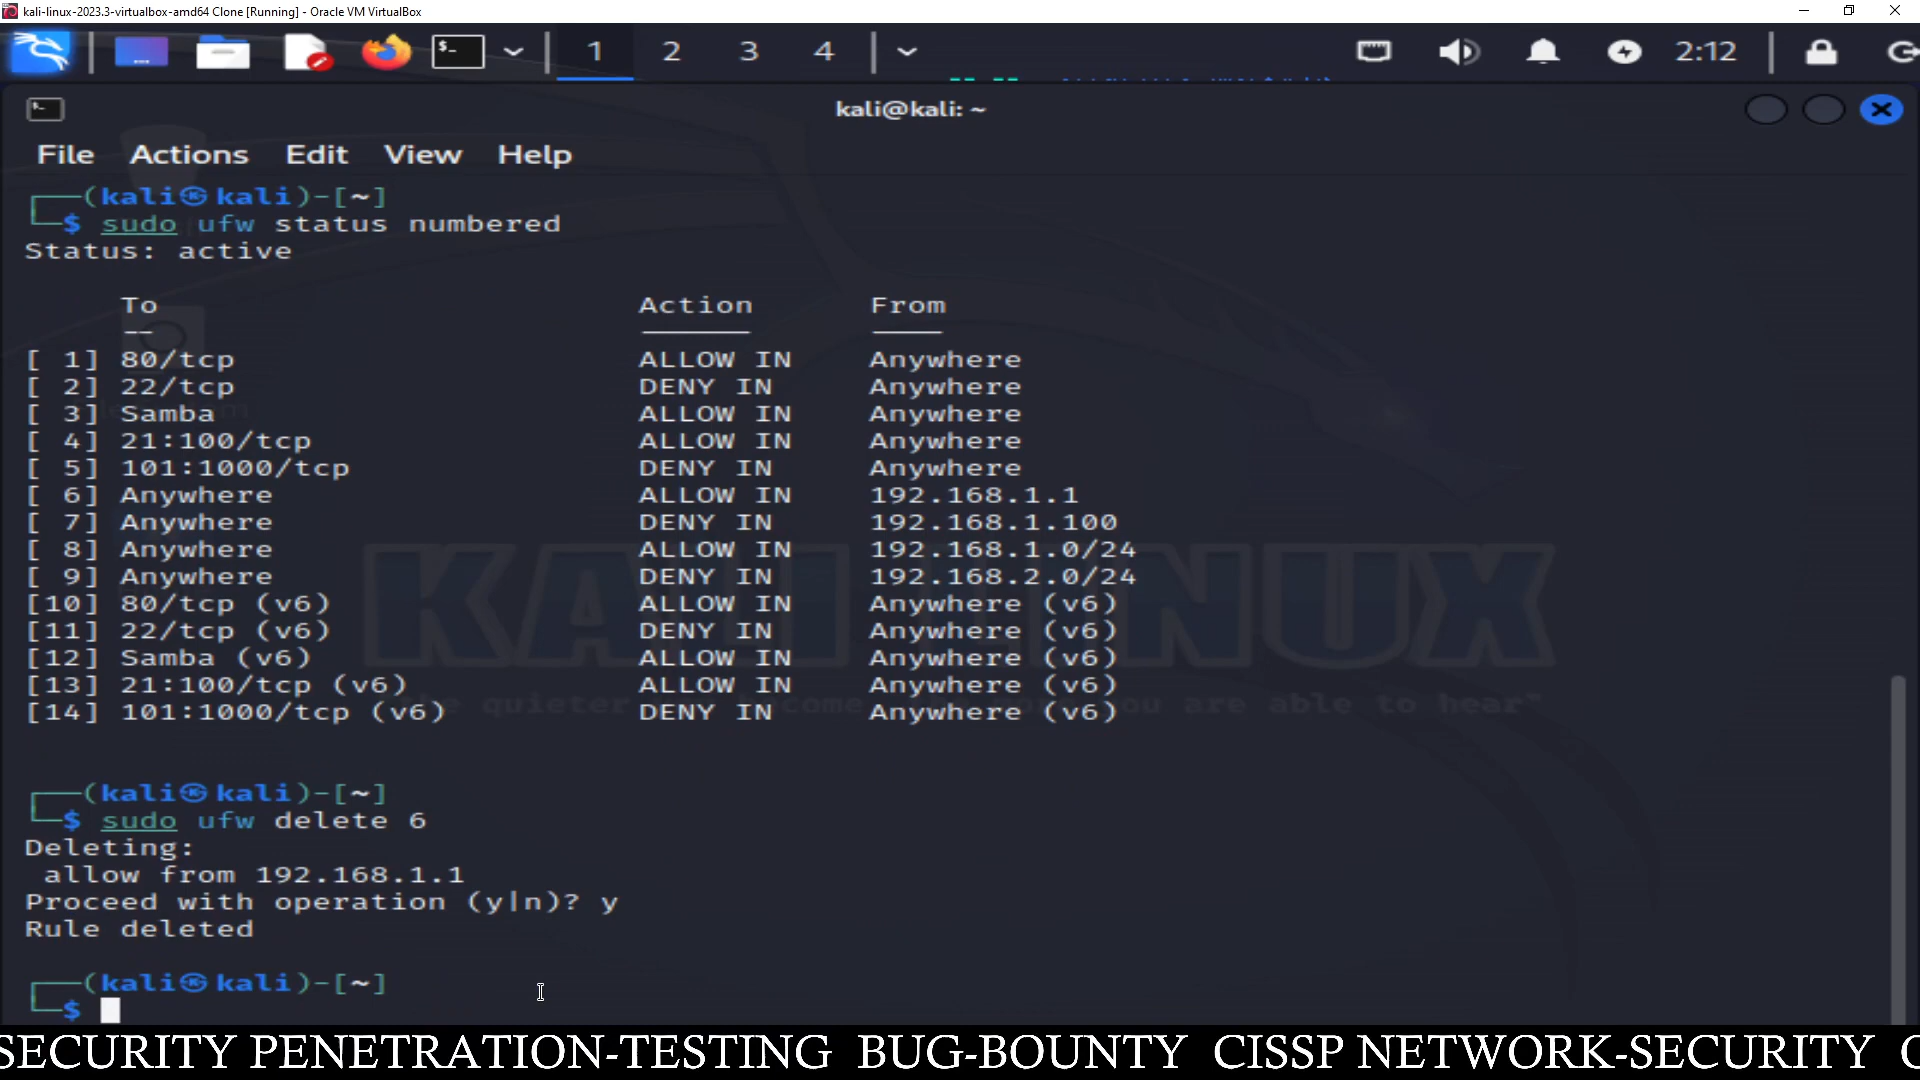 kali-linux-2023.3-virtualbox-amd64 Clone [Running] - Oracle VM VirtualBox
1 2 3 4 2:12
kali@kali: ~
File Actions Edit View Help
(kali㉿kali)-[~]
$ sudo ufw status numbered
Status: active
To Action From
-- ------ ----
[ 1] 80/tcp ALLOW IN Anywhere
[ 2] 22/tcp DENY IN Anywhere
[ 3] Samba ALLOW IN Anywhere
[ 4] 21:100/tcp ALLOW IN Anywhere
[ 5] 101:1000/tcp DENY IN Anywhere
[ 6] Anywhere ALLOW IN 192.168.1.1
[ 7] Anywhere DENY IN 192.168.1.100
[ 8] Anywhere ALLOW IN 192.168.1.0/24
[ 9] Anywhere DENY IN 192.168.2.0/24
[10] 80/tcp (v6) ALLOW IN Anywhere (v6)
[11] 22/tcp (v6) DENY IN Anywhere (v6)
[12] Samba (v6) ALLOW IN Anywhere (v6)
[13] 21:100/tcp (v6) ALLOW IN Anywhere (v6)
[14] 101:1000/tcp (v6) DENY IN Anywhere (v6)
KALI LINUX
(kali㉿kali)-[~]
$ sudo ufw delete 6
Deleting:
allow from 192.168.1.1
Proceed with operation (y|n)? y
Rule deleted
(kali㉿kali)-[~]
$
SECURITY PENETRATION-TESTING BUG-BOUNTY CISSP NETWORK-SECURITY